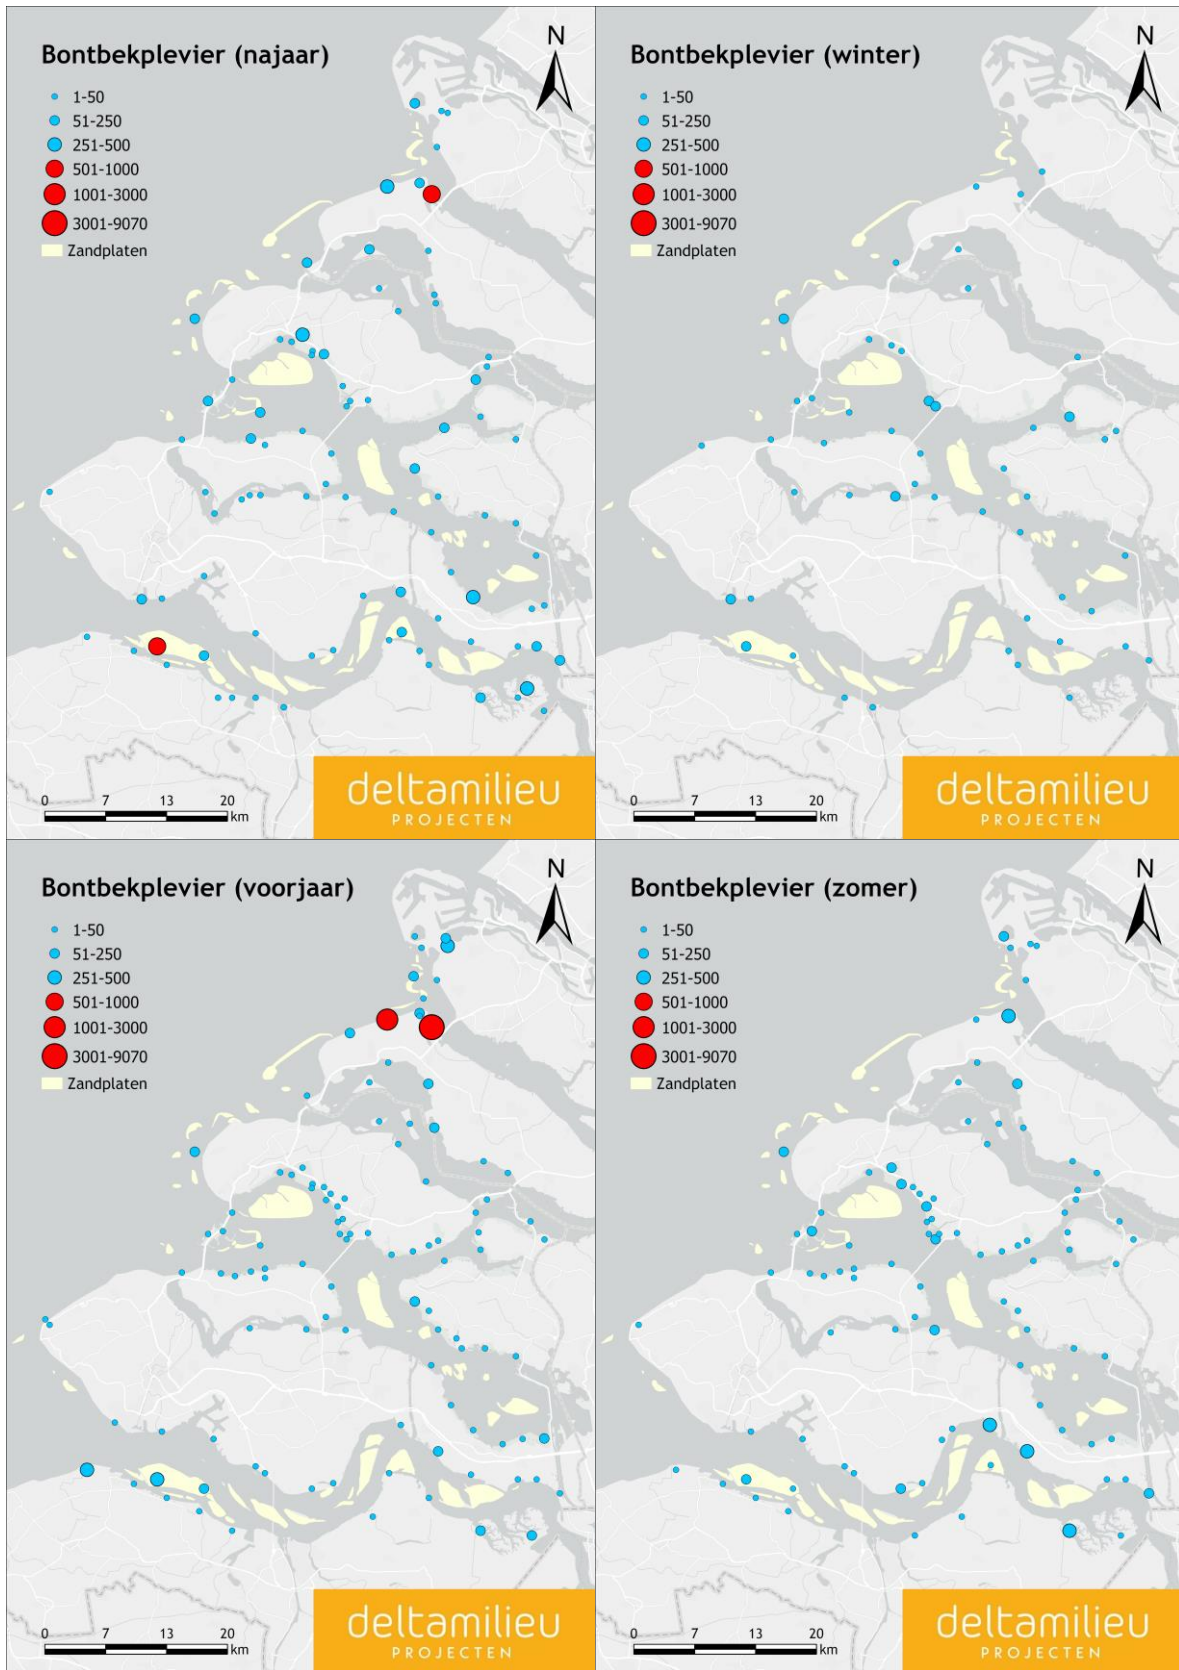 Bontbekplevier (najaar)
N
1-50
51-250
251-500
501-1000
1001-3000
3001-9070
Zandplaten
0 7 13 20
km
deltamilieu
PROJECTEN
Bontbekplevier (winter)
N
1-50
51-250
251-500
501-1000
1001-3000
3001-9070
Zandplaten
0 7 13 20
km
deltamilieu
PROJECTEN
Bontbekplevier (voorjaar)
N
1-50
51-250
251-500
501-1000
1001-3000
3001-9070
Zandplaten
0 7 13 20
km
deltamilieu
PROJECTEN
Bontbekplevier (zomer)
N
1-50
51-250
251-500
501-1000
1001-3000
3001-9070
Zandplaten
0 7 13 20
km
deltamilieu
PROJECTEN